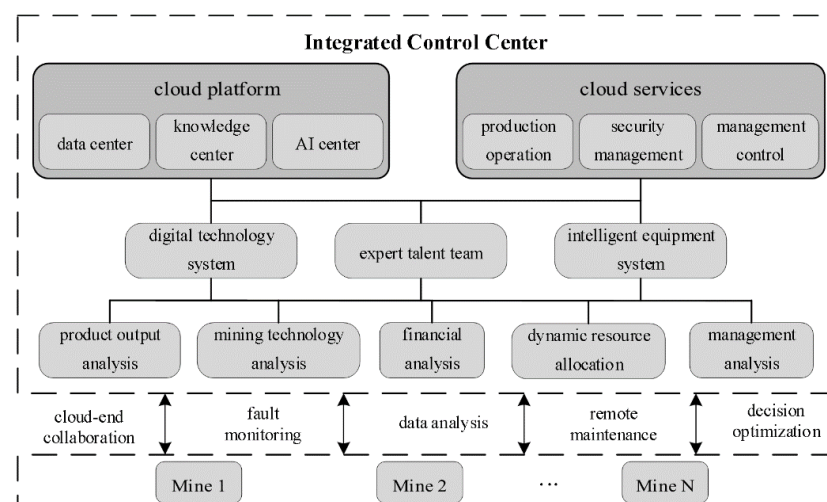 Integrated Control Center
cloud platform
data center
knowledge
center
AI center
cloud services
production
operation
security
management
management
control
digital technology
system
expert talent team
intelligent equipment
system
product output
analysis
mining technology
analysis
financial
analysis
dynamic resource
allocation
management
analysis
cloud-end
collaboration
fault
monitoring
data analysis
remote
maintenance
decision
optimization
Mine 1
Mine 2
...
Mine N